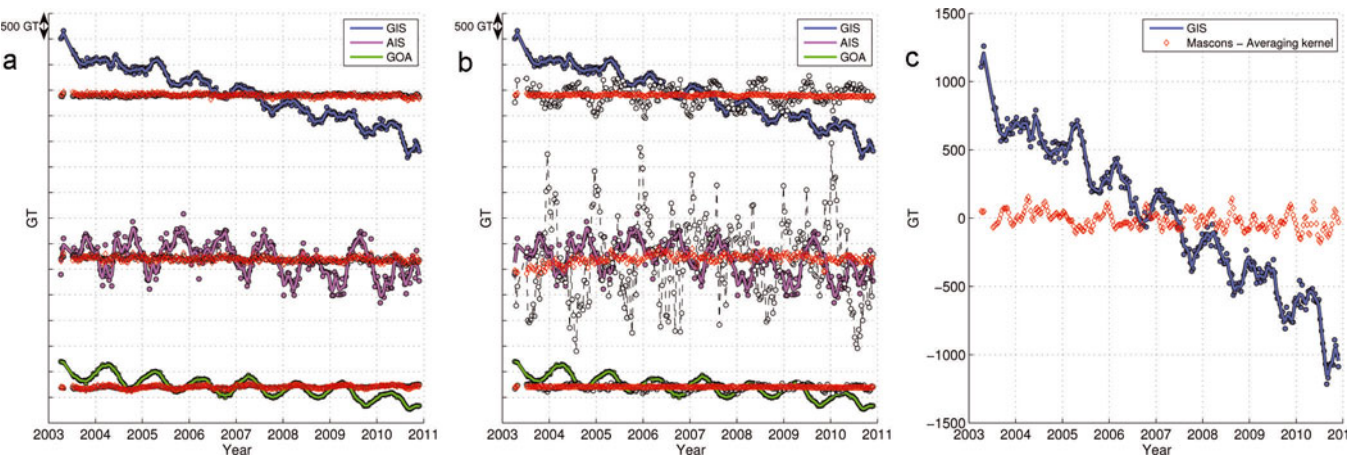 500 GT
a
GIS
AIS
GOA
GT
2003 2004 2005 2006 2007 2008 2009 2010 2011
Year
500 GT
b
GIS
AIS
GOA
GT
2003 2004 2005 2006 2007 2008 2009 2010 2011
Year
c
GIS
Mascons – Averaging kernel
1500
1000
500
0
−500
−1000
−1500
GT
2003 2004 2005 2006 2007 2008 2009 2010 201
Year